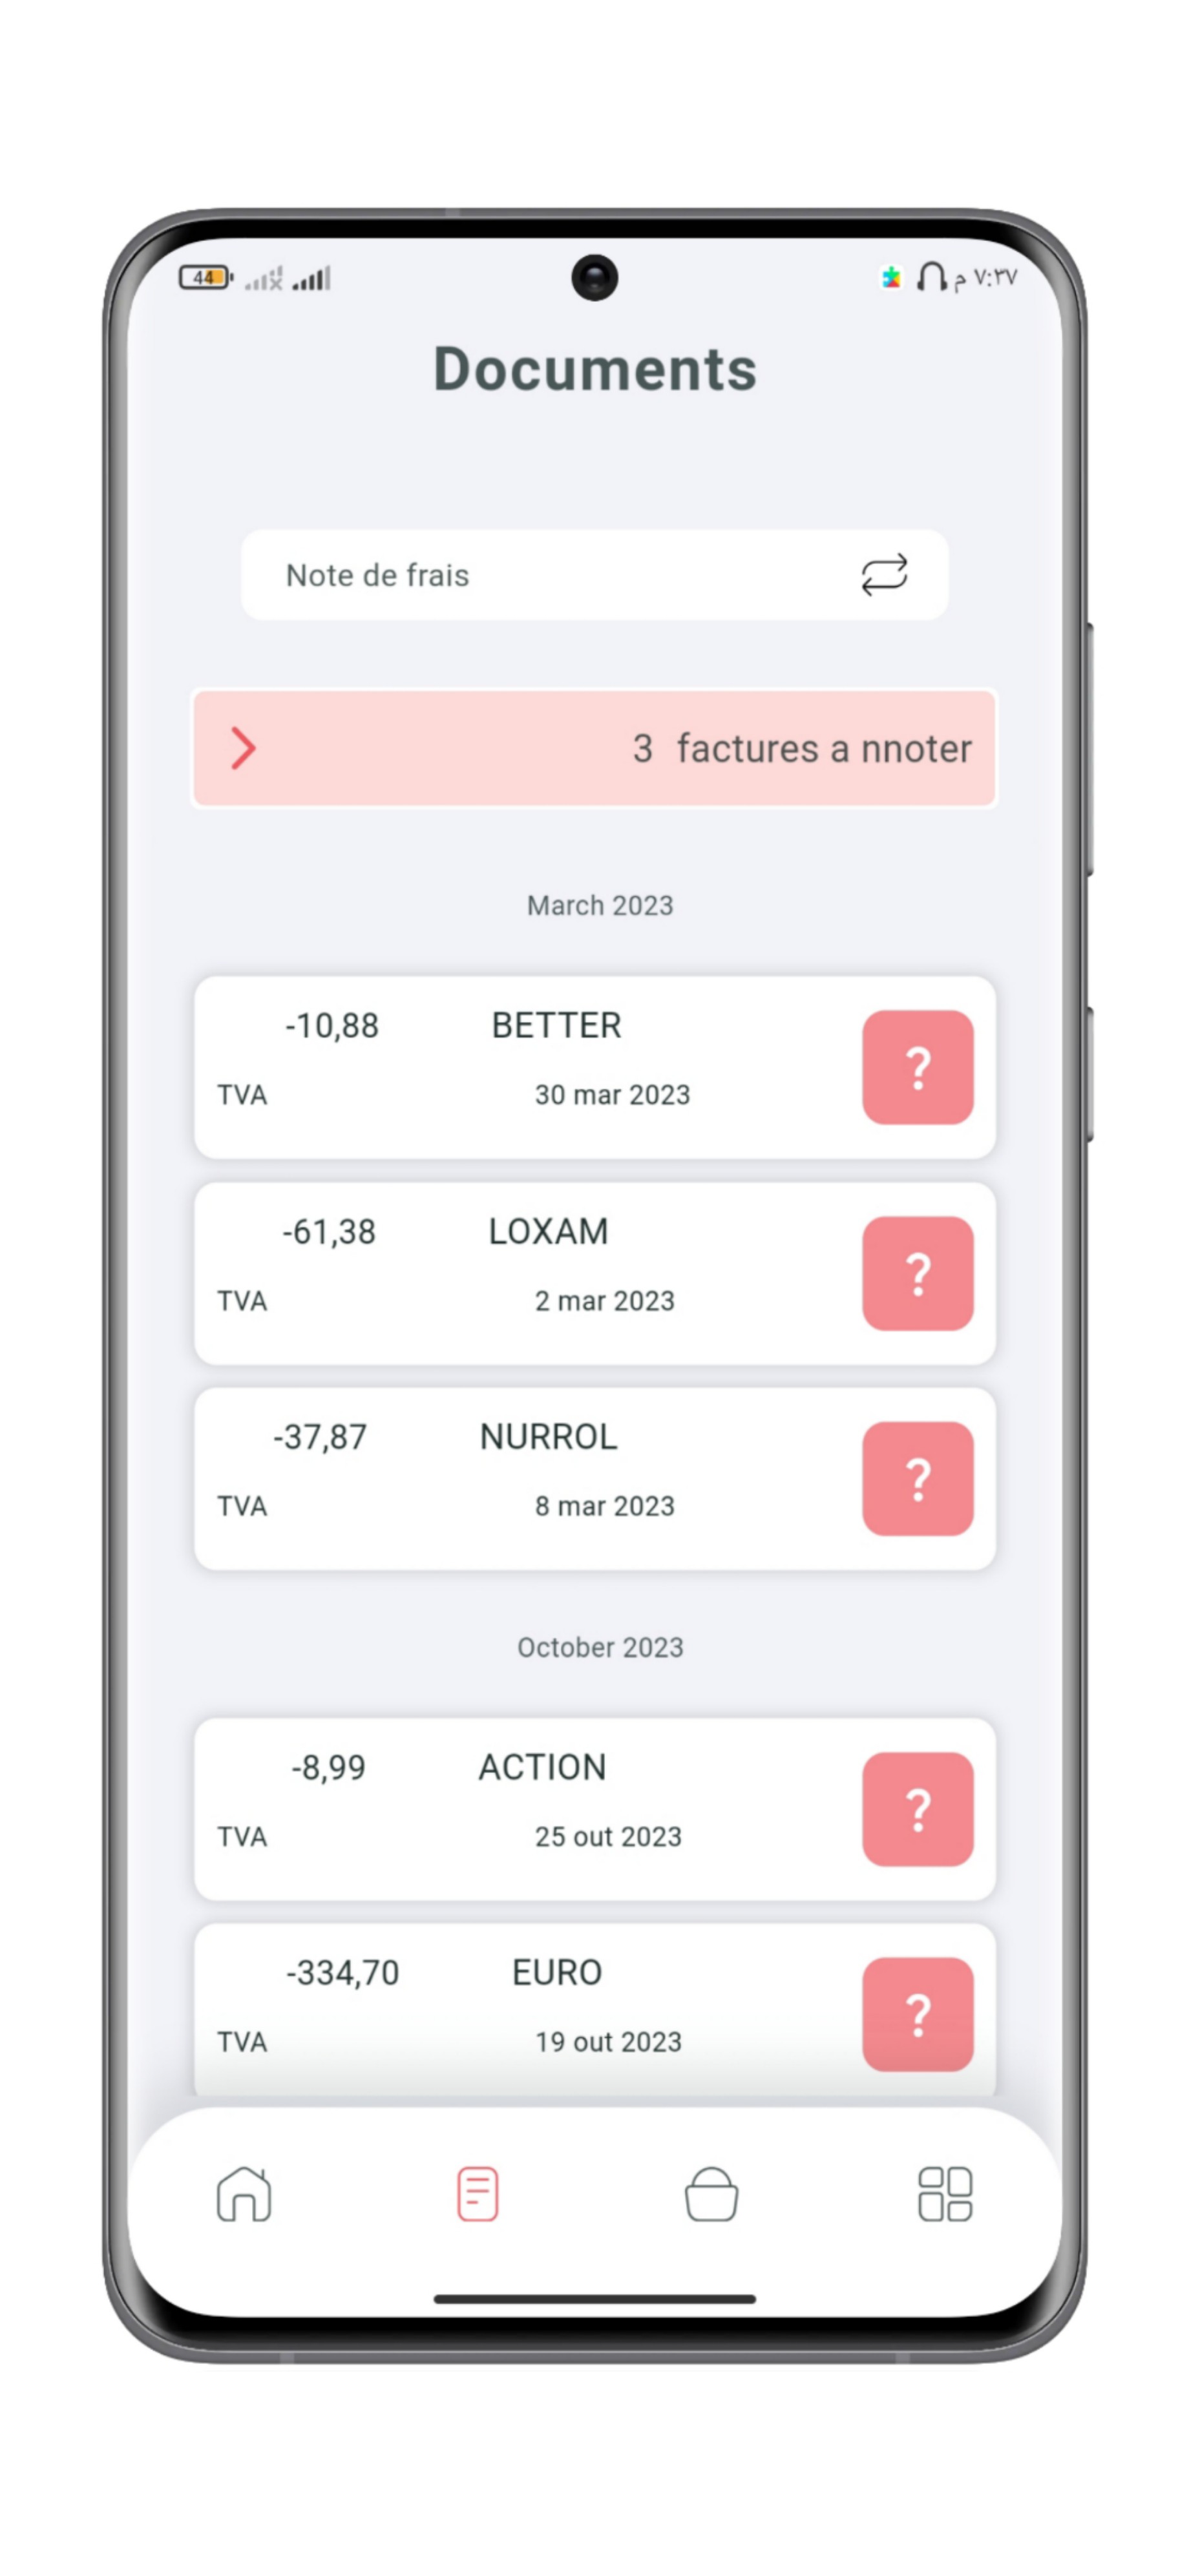 44
٧:٣٧ م
Documents
Note de frais
3 factures a nnoter
March 2023
-10,88 BETTER
TVA 30 mar 2023
?
-61,38 LOXAM
TVA 2 mar 2023
?
-37,87 NURROL
TVA 8 mar 2023
?
October 2023
-8,99 ACTION
TVA 25 out 2023
?
-334,70 EURO
TVA 19 out 2023
?